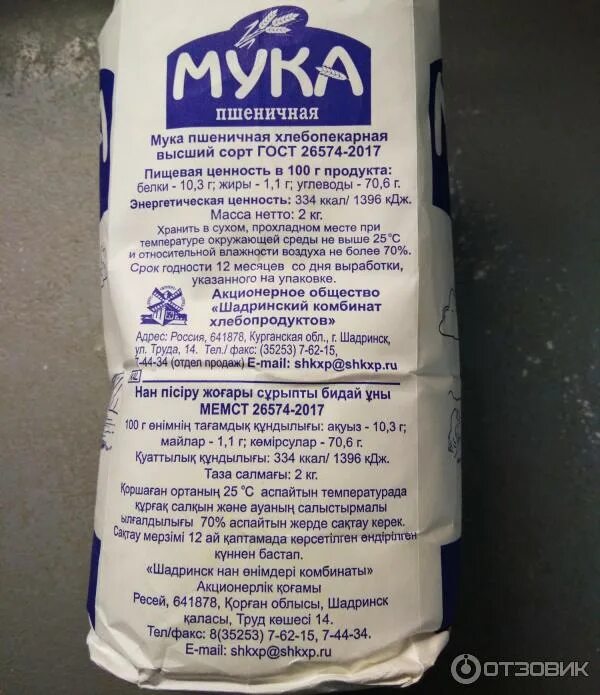 МУКА
пшеничная
Мука пшеничная хлебопекарная
высший сорт ГОСТ 26574-2017
Пищевая ценность в 100 г продукта:
белки - 10,3 г; жиры - 1,1 г; углеводы - 70,6 г.
Энергетическая ценность: 334 ккал/ 1396 кДж.
Масса нетто: 2 кг.
Хранить в сухом, прохладном месте при
температуре окружающей среды не выше 25°С
и относительной влажности воздуха не более 70%.
Срок годности 12 месяцев со дня выработки,
указанного на упаковке.
Акционерное общество
«Шадринский комбинат
хлебопродуктов»
Адрес: Россия, 641878, Курганская обл., г. Шадринск,
ул. Труда, 14. Тел./ факс: (35253) 7-62-15,
7-44-34 (отдел продаж) E-mail: shkxp@shkxp.ru
Нан пісіру жоғары сұрыпты бидай ұны
МЕМСТ 26574-2017
100 г өнімнің тағамдық құндылығы: ақуыз - 10,3 г;
майлар - 1,1 г; көмірсулар - 70,6 г.
Қуаттылық құндылығы: 334 ккал/ 1396 кДж.
Таза салмағы: 2 кг.
Қоршаған ортаның 25 °С аспайтын температурада
құрғақ салқын және ауаның салыстырмалы
ылғалдылығы 70% аспайтын жерде сақтау керек.
Сақтау мерзімі 12 ай қаптамада көрсетілген өндірілген
күннен бастап.
«Шадринск нан өнімдері комбинаты»
Акционерлік қоғамы
Ресей, 641878, Қорған облысы, Шадринск
қаласы, Труд көшесі 14.
Тел/факс: 8(35253) 7-62-15, 7-44-34.
E-mail: shkxp@shkxp.ru
ОТЗОВИК